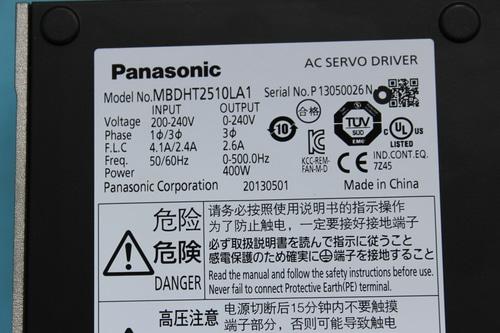 Panasonic AC SERVO DRIVER
Model No. MBDHT2510LA1 Serial No. P13050026N
INPUT OUTPUT
Voltage 200-240V 0-240V
Phase 1ϕ/3ϕ 3ϕ
F.L.C 4.1A/2.4A 2.6A
Freq. 50/60Hz 0-500.0Hz
Power 400W
Panasonic Corporation 20130501
合格
10
KCC-REM-
FAN-M-D
TÜV
SÜD
EMC
CE
c UL US
LISTED
IND.CONT.EQ.
7Z45
Made in China
危险
请务必按照使用说明书的指示操作
为了防止触电，一定要接好接地端子
危険
必ず取扱説明書を読んで指示に従うこと
感電保護のため確実に端子を接地すること
DANGER
Read the manual and follow the safety instructions before use.
Never fail to connect Protective Earth(PE) terminal.
高压注意
电源切断后15分钟内不要触摸
端子部分，否则可能导致触电